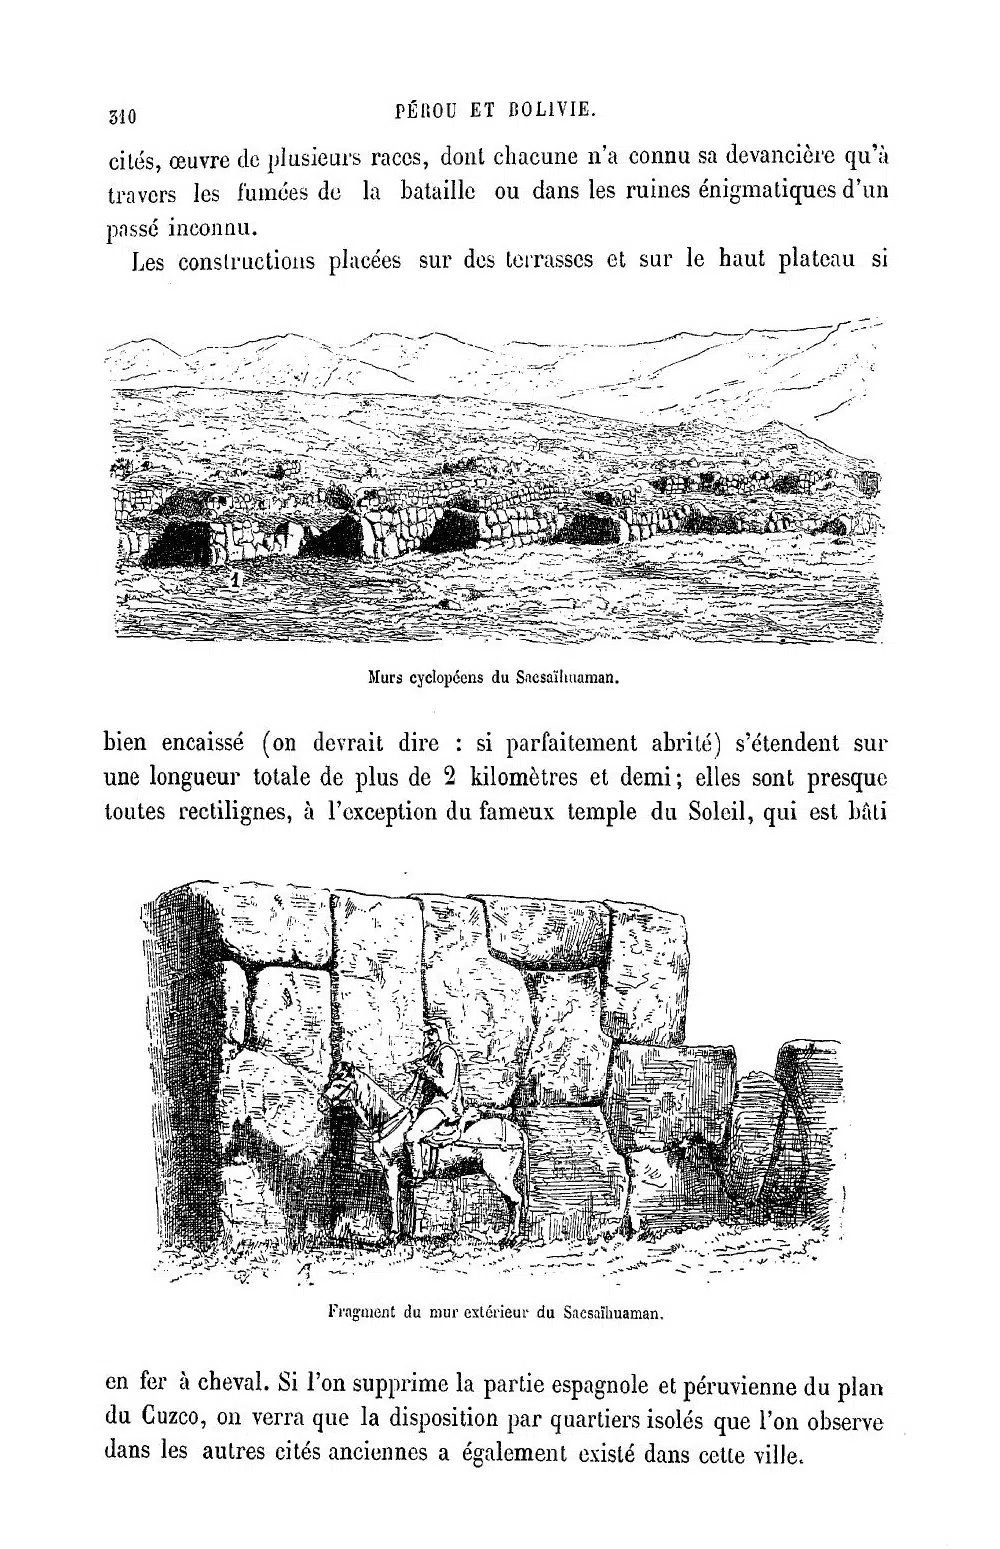 310
PÉROU ET BOLIVIE.
cités, œuvre de plusieurs races, dont chacune n'a connu sa devancière qu'à
travers les fumées de la bataille ou dans les ruines énigmatiques d'un
passé inconnu.
Les constructions placées sur des terrasses et sur le haut plateau si
1
Murs cyclopéens du Sacsaïhuaman.
bien encaissé (on devrait dire : si parfaitement abrité) s'étendent sur
une longueur totale de plus de 2 kilomètres et demi; elles sont presque
toutes rectilignes, à l'exception du fameux temple du Soleil, qui est bâti
Fragment du mur extérieur du Sacsaïhuaman.
en fer à cheval. Si l'on supprime la partie espagnole et péruvienne du plan
du Cuzco, on verra que la disposition par quartiers isolés que l'on observe
dans les autres cités anciennes a également existé dans cette ville.